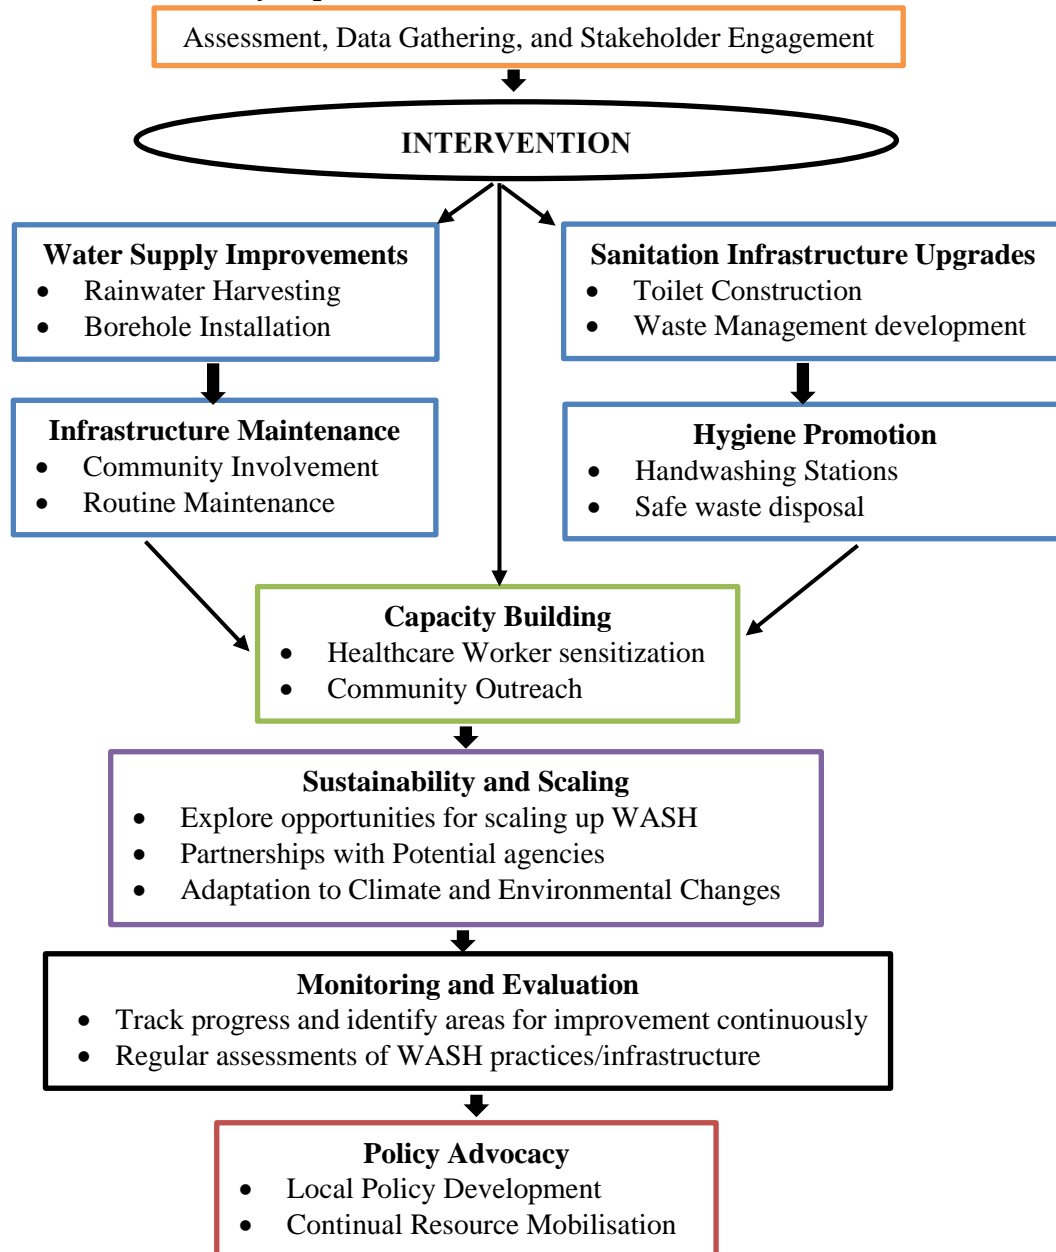 Assessment, Data Gathering, and Stakeholder Engagement
INTERVENTION
Water Supply Improvements
• Rainwater Harvesting
• Borehole Installation
Sanitation Infrastructure Upgrades
• Toilet Construction
• Waste Management development
Infrastructure Maintenance
• Community Involvement
• Routine Maintenance
Hygiene Promotion
• Handwashing Stations
• Safe waste disposal
Capacity Building
• Healthcare Worker sensitization
• Community Outreach
Sustainability and Scaling
• Explore opportunities for scaling up WASH
• Partnerships with Potential agencies
• Adaptation to Climate and Environmental Changes
Monitoring and Evaluation
• Track progress and identify areas for improvement continuously
• Regular assessments of WASH practices/infrastructure
Policy Advocacy
• Local Policy Development
• Continual Resource Mobilisation